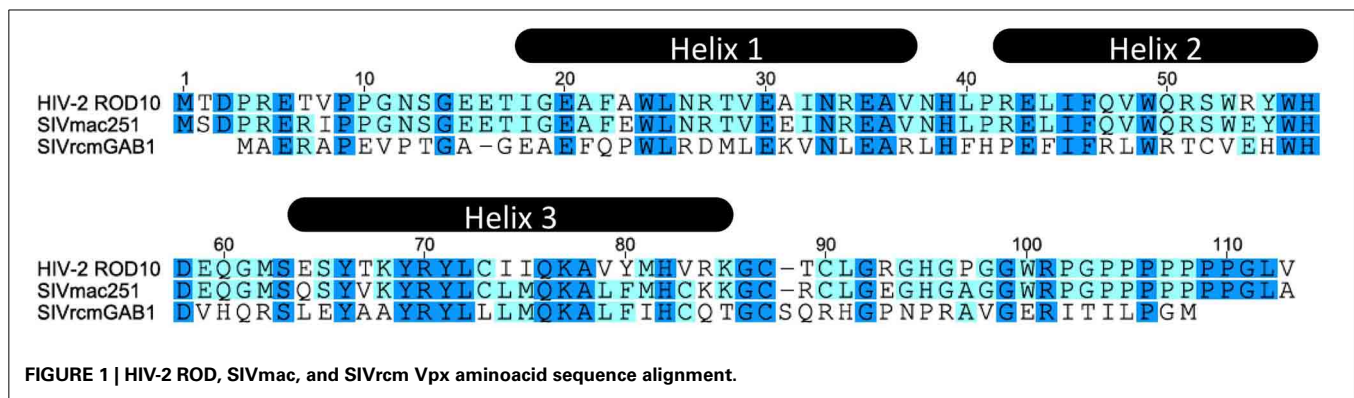 Helix 1 Helix 2
1 10 20 30 40 50
HIV-2 ROD10 MTDPRETVPPGNSGEETIGEAFAWLNRTVEAINREAVNHLPRELIFQVWQRSWRYWH
SIVmac251 MSDPRERIPPGNSGEETIGEAFEWLNRTVEEINREAVNHLPRELIFQVWQRSWEYWH
SIVrcmGAB1 MAERAPEVPTGA-GEAEFQPWLRDMLEKVNLEARLHFHPEFIFRLWRTCVEHWH
Helix 3
60 70 80 90 100 110
HIV-2 ROD10 DEQGMSESYTKYRYLCIIQKAVYMHVRKGC-TCLGRGHGPGGWRPGPPPPPPPGLV
SIVmac251 DEQGMSQSYVKYRYLCLMQKALFMHCKKGC-RCLGEGHGAGGWRPGPPPPPPPGLA
SIVrcmGAB1 DVHQRSLEYAAYRYLLLMQKALFIHCQTGCSQRHGPNPRAVGERITILPGM
FIGURE 1 | HIV-2 ROD, SIVmac, and SIVrcm Vpx aminoacid sequence alignment.